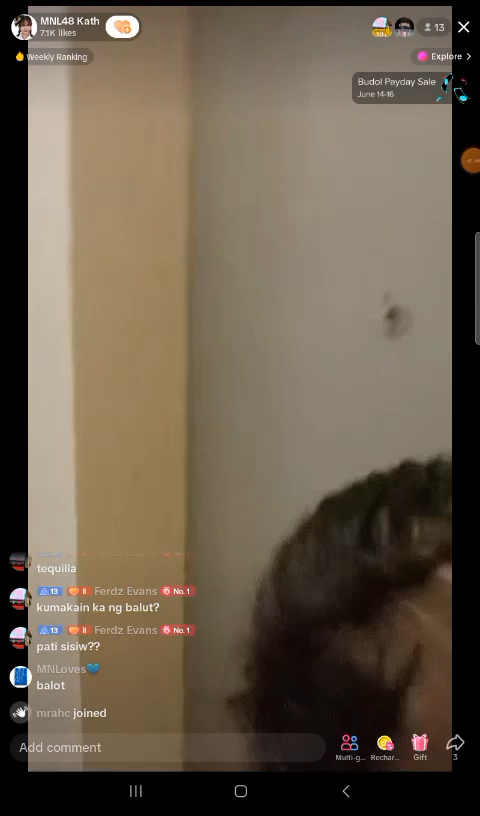 MNL48 Kath
7.1K likes
13
Weekly Ranking
Explore
Budol Payday Sale
June 14-16
tequilla
13 II Ferdz Evans No. 1
kumakain ka ng balut?
13 II Ferdz Evans No. 1
pati sisiw??
MNLoves💙
balot
mrahc joined
Add comment
Multi-g...
Rechar...
Gift
3